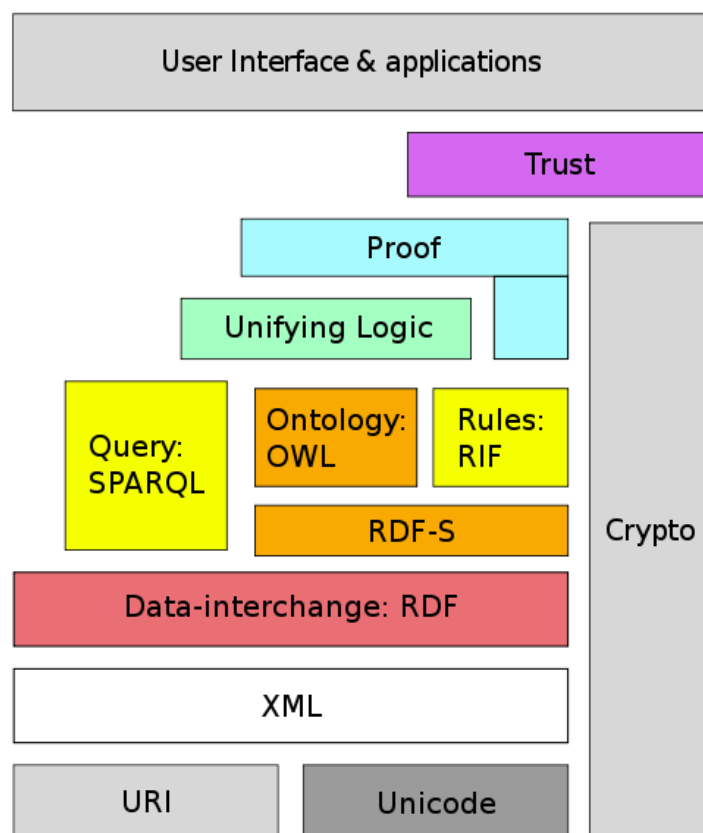 User Interface & applications
Trust
Proof
Unifying Logic
Query:
SPARQL
Ontology:
OWL
Rules:
RIF
RDF-S
Crypto
Data-interchange: RDF
XML
URI
Unicode